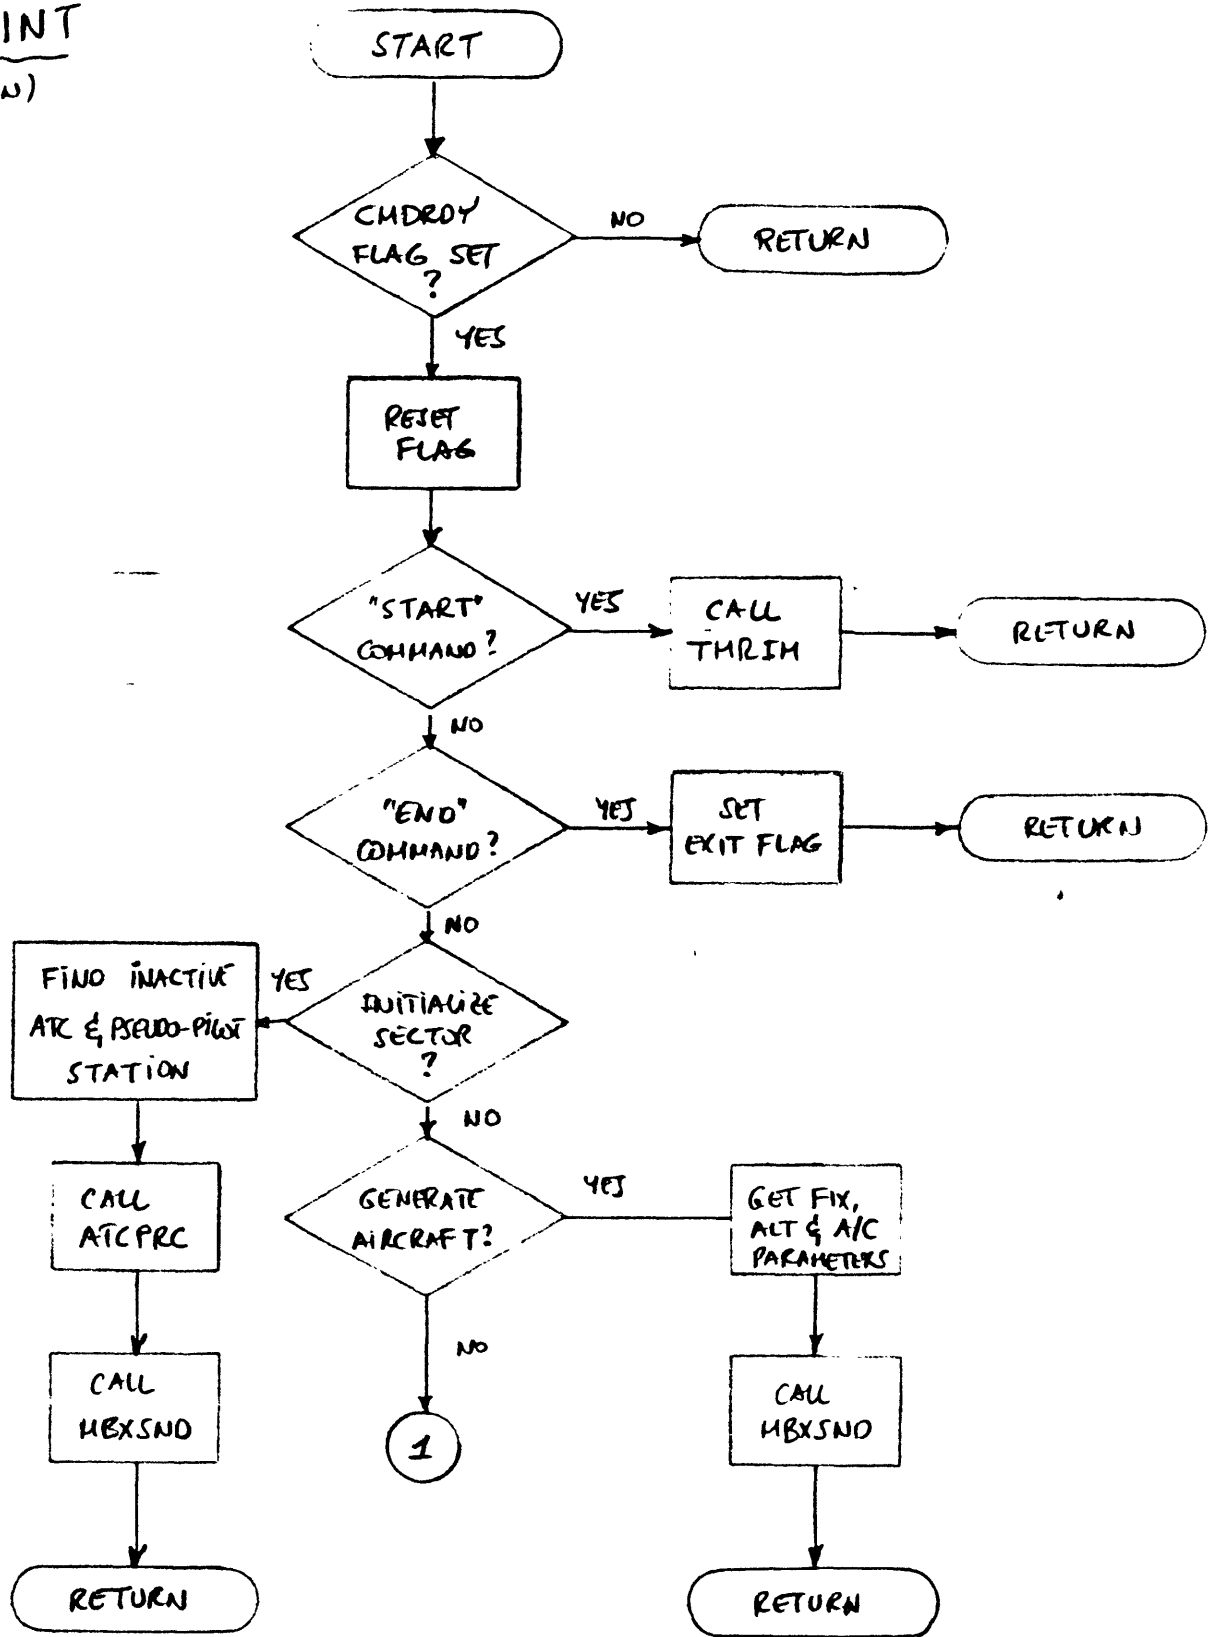 INT
N)
START
CMDRDY
FLAG SET
?
NO
RETURN
YES
RESET
FLAG
"START"
COMMAND?
YES
CALL
TMRIM
RETURN
NO
"END"
COMMAND?
YES
SET
EXIT FLAG
RETURN
NO
FIND INACTIVE
ATC & PSEUDO-PILOT
STATION
YES
INITIALIZE
SECTOR
?
NO
CALL
ATCPRC
GENERATE
AIRCRAFT?
YES
GET FIX,
ALT & A/C
PARAMETERS
NO
CALL
MBXSND
1
CALL
MBXSND
RETURN
RETURN